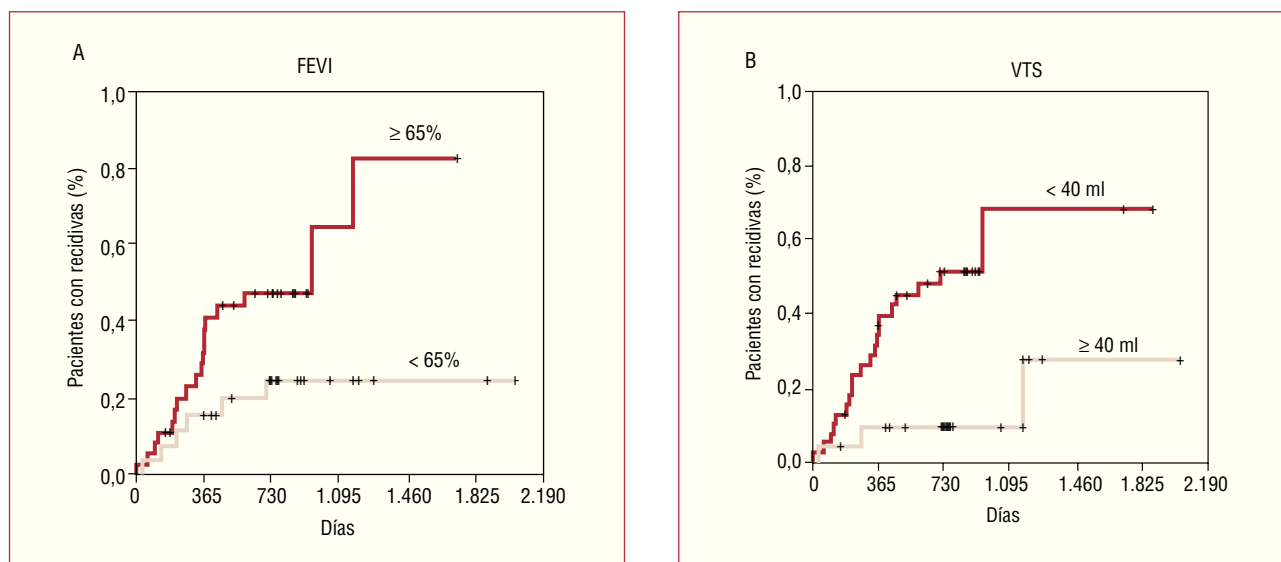 A
FEVI
1,0
0,8
0,6
0,4
0,2
0,0
Pacientes con recidivas (%)
≥ 65%
< 65%
0 365 730 1.095 1.460 1.825 2.190
Días
B
VTS
1,0
0,8
0,6
0,4
0,2
0,0
Pacientes con recidivas (%)
< 40 ml
≥ 40 ml
0 365 730 1.095 1.460 1.825 2.190
Días